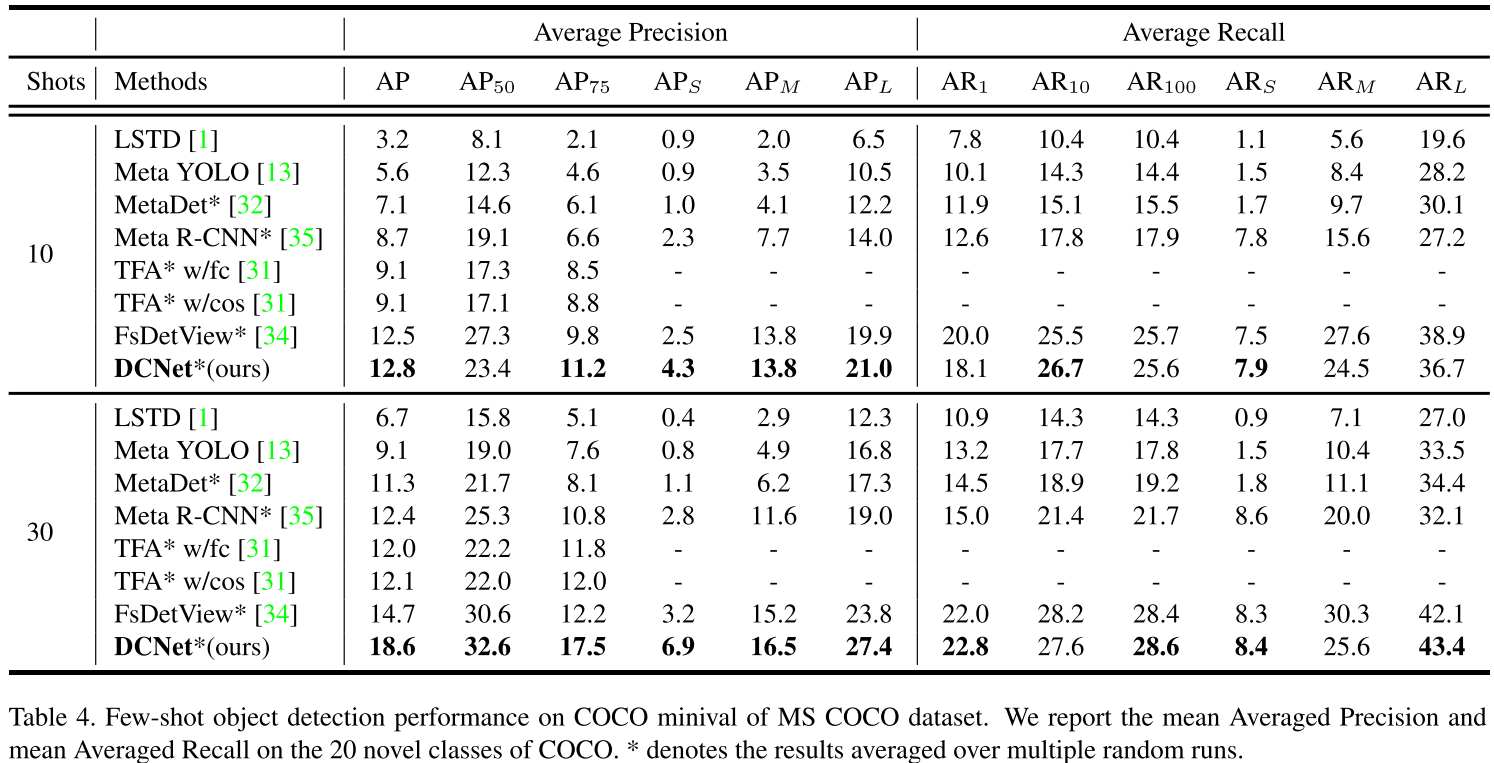 Average Precision Average Recall
Shots Methods AP AP50 AP75 APS APM APL AR1 AR10 AR100 ARS ARM ARL
LSTD [1] 3.2 8.1 2.1 0.9 2.0 6.5 7.8 10.4 10.4 1.1 5.6 19.6
Meta YOLO [13] 5.6 12.3 4.6 0.9 3.5 10.5 10.1 14.3 14.4 1.5 8.4 28.2
MetaDet* [32] 7.1 14.6 6.1 1.0 4.1 12.2 11.9 15.1 15.5 1.7 9.7 30.1
Meta R-CNN* [35] 8.7 19.1 6.6 2.3 7.7 14.0 12.6 17.8 17.9 7.8 15.6 27.2
10
TFA* w/fc [31] 9.1 17.3 8.5 - - - - - - - - -
TFA* w/cos [31] 9.1 17.1 8.8 - - - - - - - - -
FsDetView* [34] 12.5 27.3 9.8 2.5 13.8 19.9 20.0 25.5 25.7 7.5 27.6 38.9
DCNet*(ours) 12.8 23.4 11.2 4.3 13.8 21.0 18.1 26.7 25.6 7.9 24.5 36.7
LSTD [1] 6.7 15.8 5.1 0.4 2.9 12.3 10.9 14.3 14.3 0.9 7.1 27.0
Meta YOLO [13] 9.1 19.0 7.6 0.8 4.9 16.8 13.2 17.7 17.8 1.5 10.4 33.5
MetaDet* [32] 11.3 21.7 8.1 1.1 6.2 17.3 14.5 18.9 19.2 1.8 11.1 34.4
Meta R-CNN* [35] 12.4 25.3 10.8 2.8 11.6 19.0 15.0 21.4 21.7 8.6 20.0 32.1
30
TFA* w/fc [31] 12.0 22.2 11.8 - - - - - - - - -
TFA* w/cos [31] 12.1 22.0 12.0 - - - - - - - - -
FsDetView* [34] 14.7 30.6 12.2 3.2 15.2 23.8 22.0 28.2 28.4 8.3 30.3 42.1
DCNet*(ours) 18.6 32.6 17.5 6.9 16.5 27.4 22.8 27.6 28.6 8.4 25.6 43.4
Table 4. Few-shot object detection performance on COCO minival of MS COCO dataset. We report the mean Averaged Precision and
mean Averaged Recall on the 20 novel classes of COCO. * denotes the results averaged over multiple random runs.